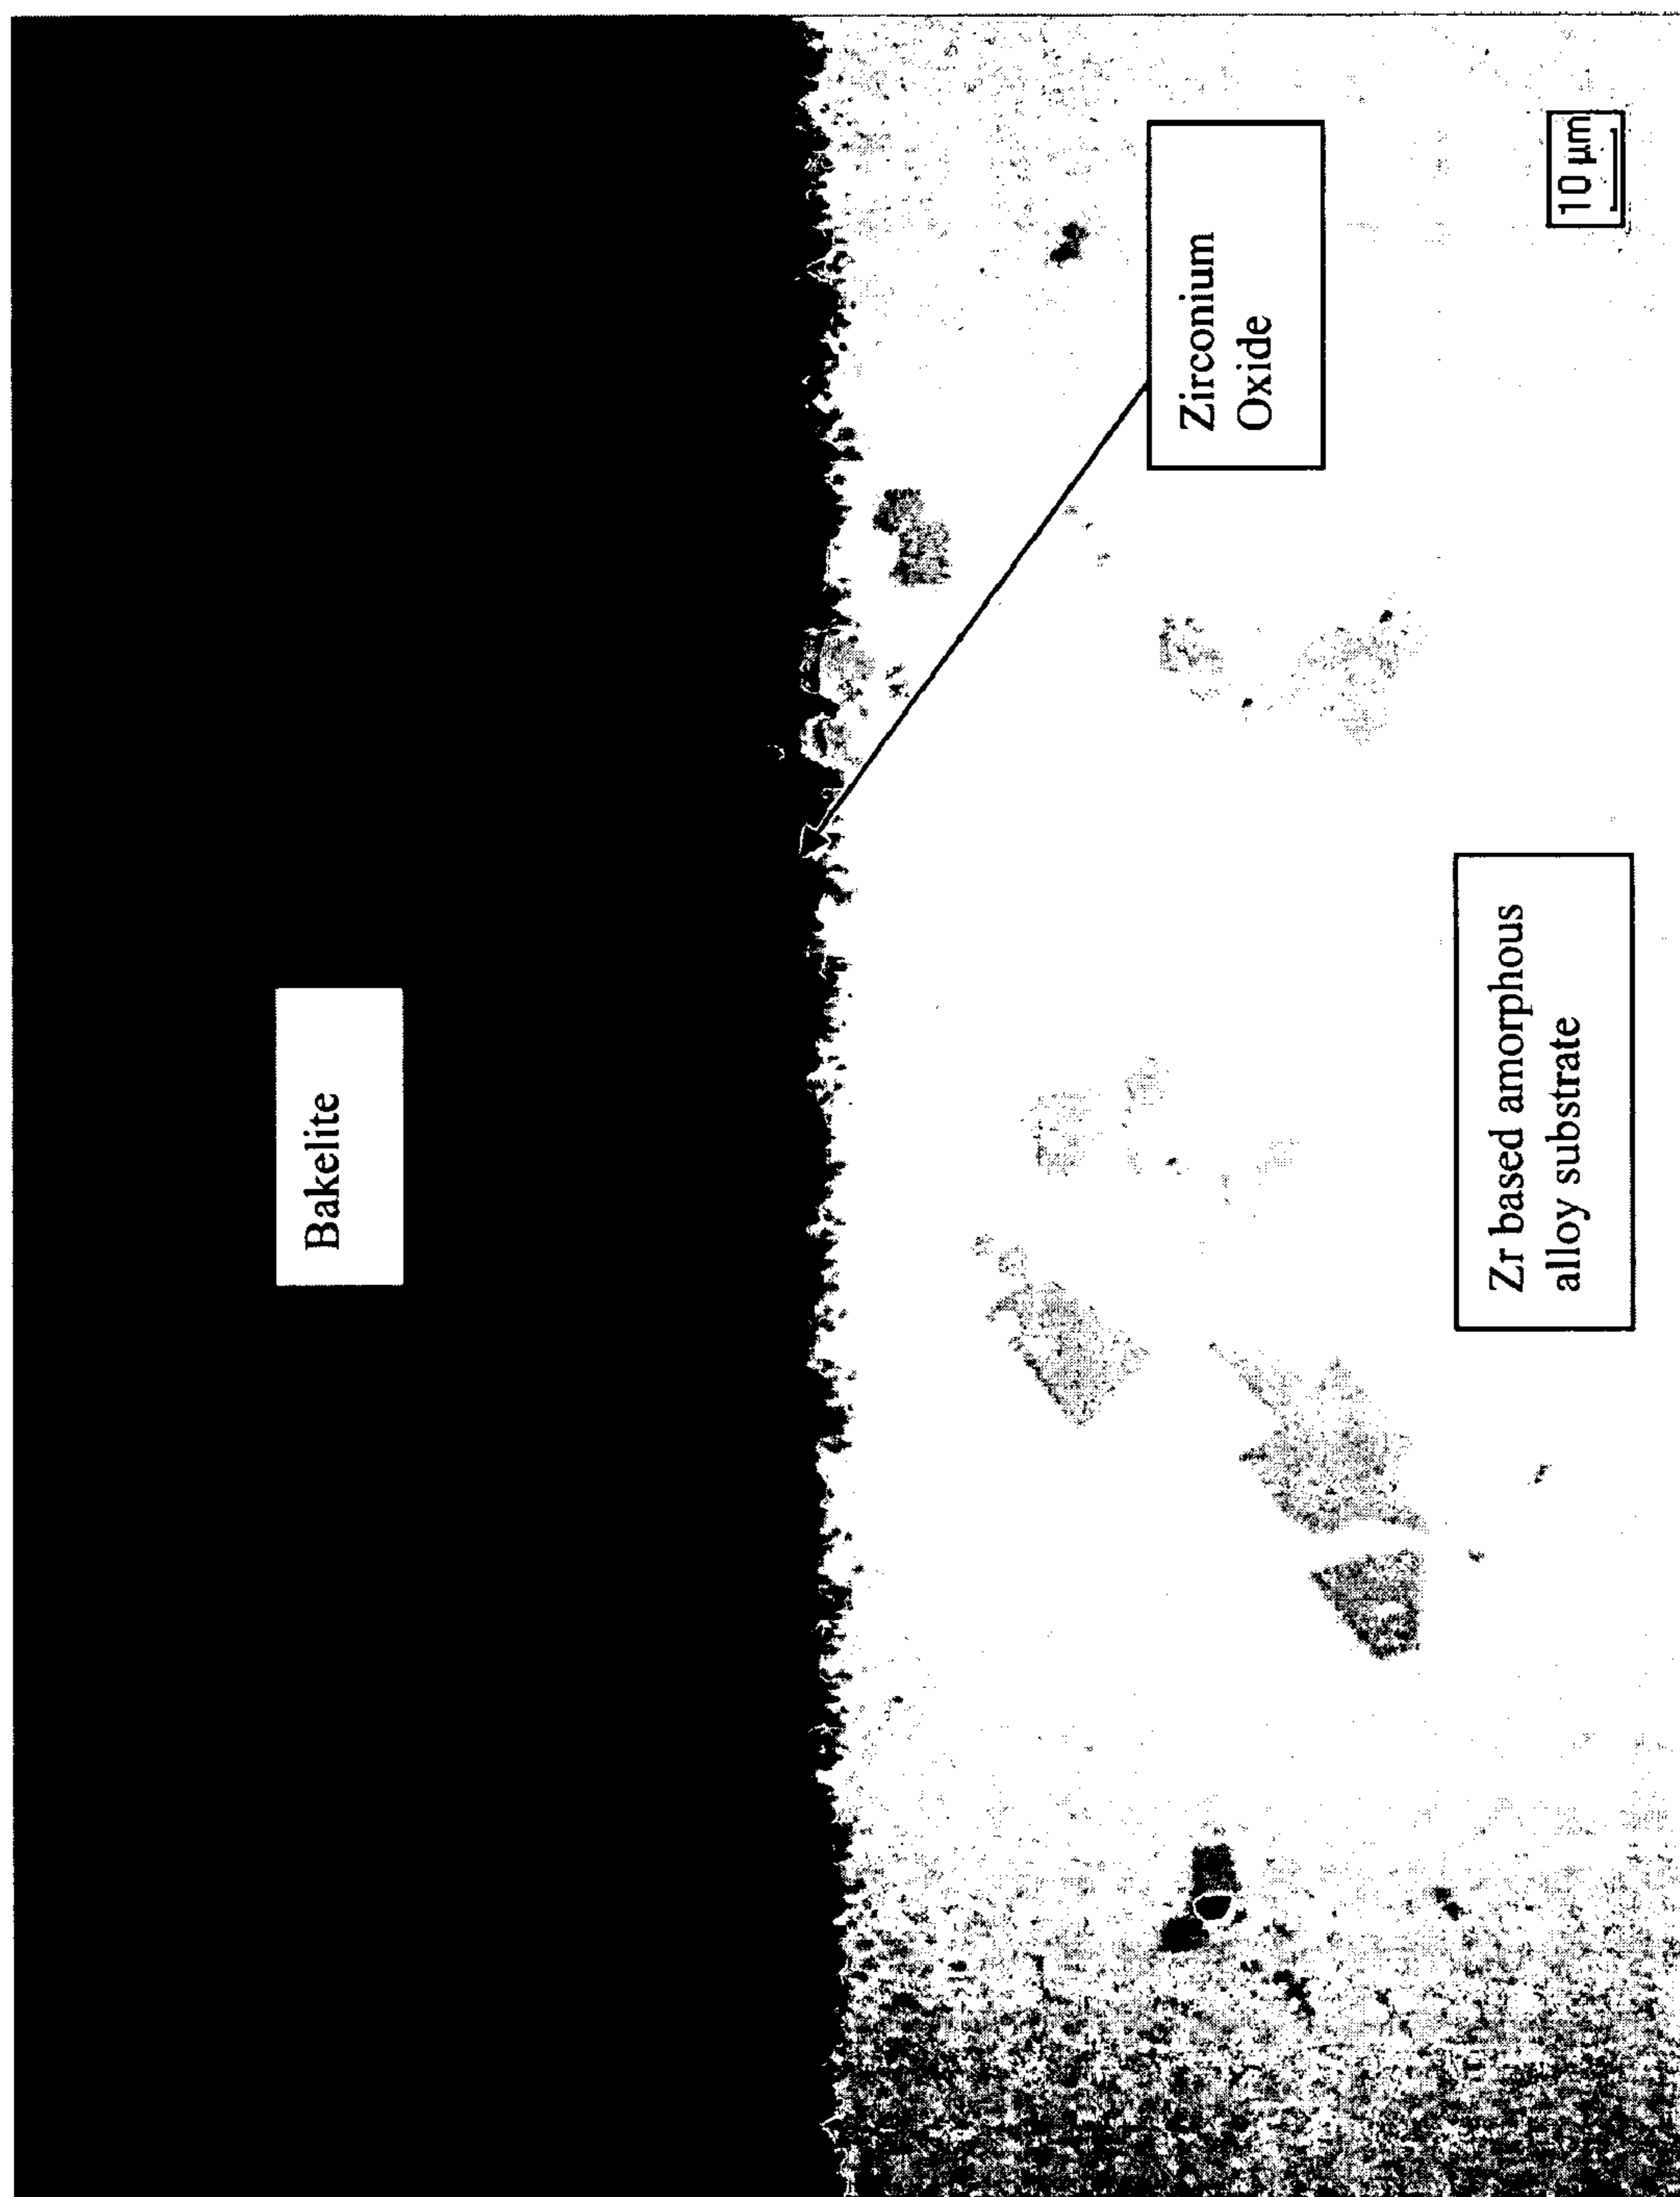 Bakelite
Zirconium
Oxide
Zr based amorphous
alloy substrate
10 µm